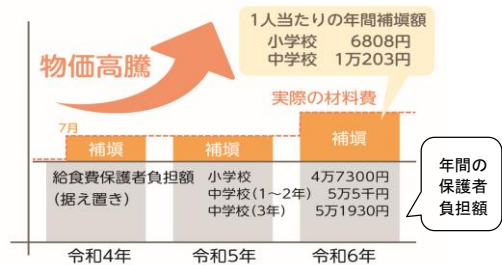 1人当たりの年間補塡額
小学校 6808円
中学校 1万203円
物価高騰
実際の材料費
7月
補塡
補塡
補塡
給食費保護者負担額
(据え置き)
小学校 4万7300円
中学校(1〜2年) 5万5千円
中学校(3年) 5万1930円
年間の
保護者
負担額
令和4年
令和5年
令和6年